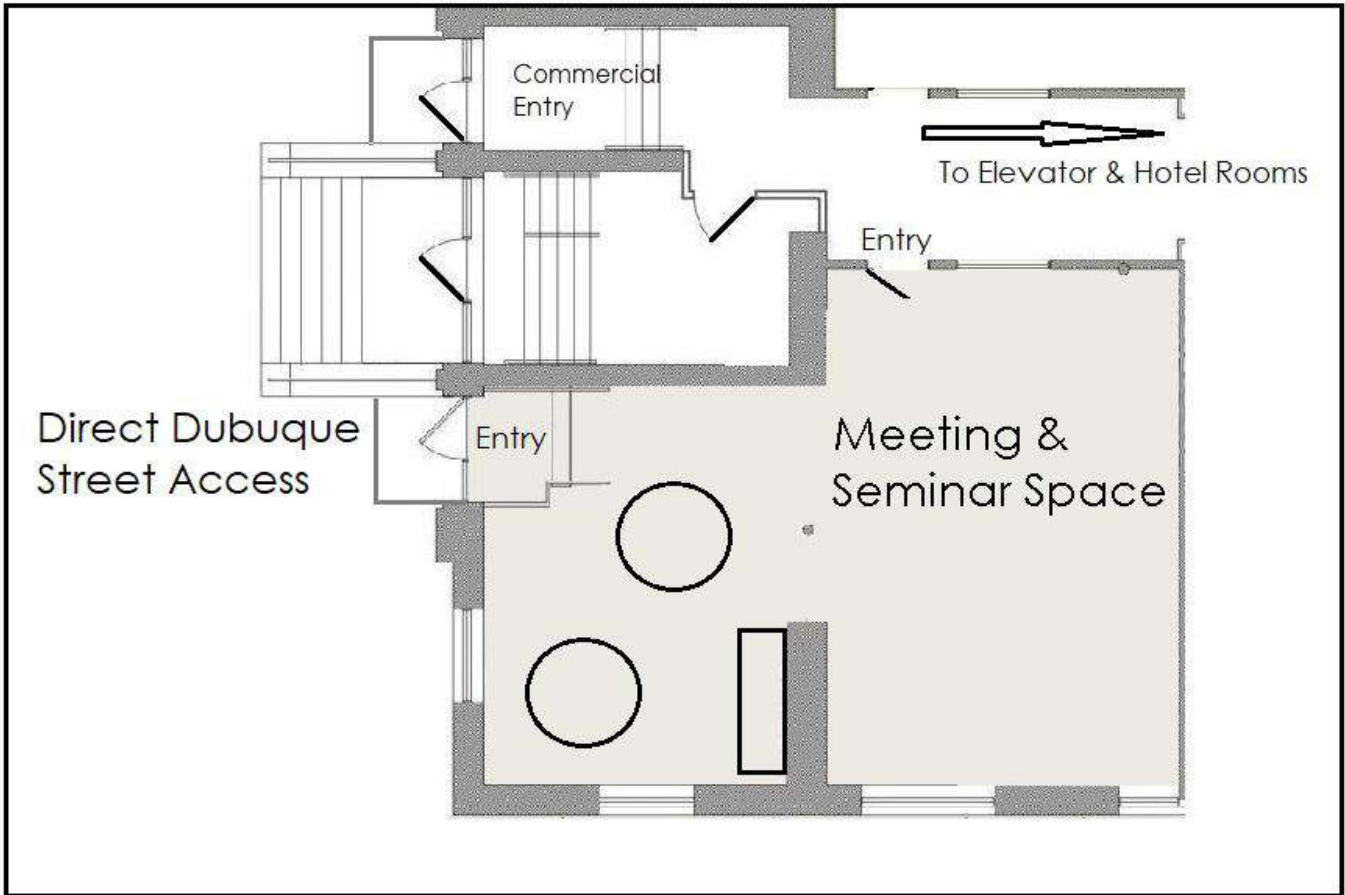 Commercial
Entry
To Elevator & Hotel Rooms
Entry
Direct Dubuque
Street Access
Entry
Meeting &
Seminar Space